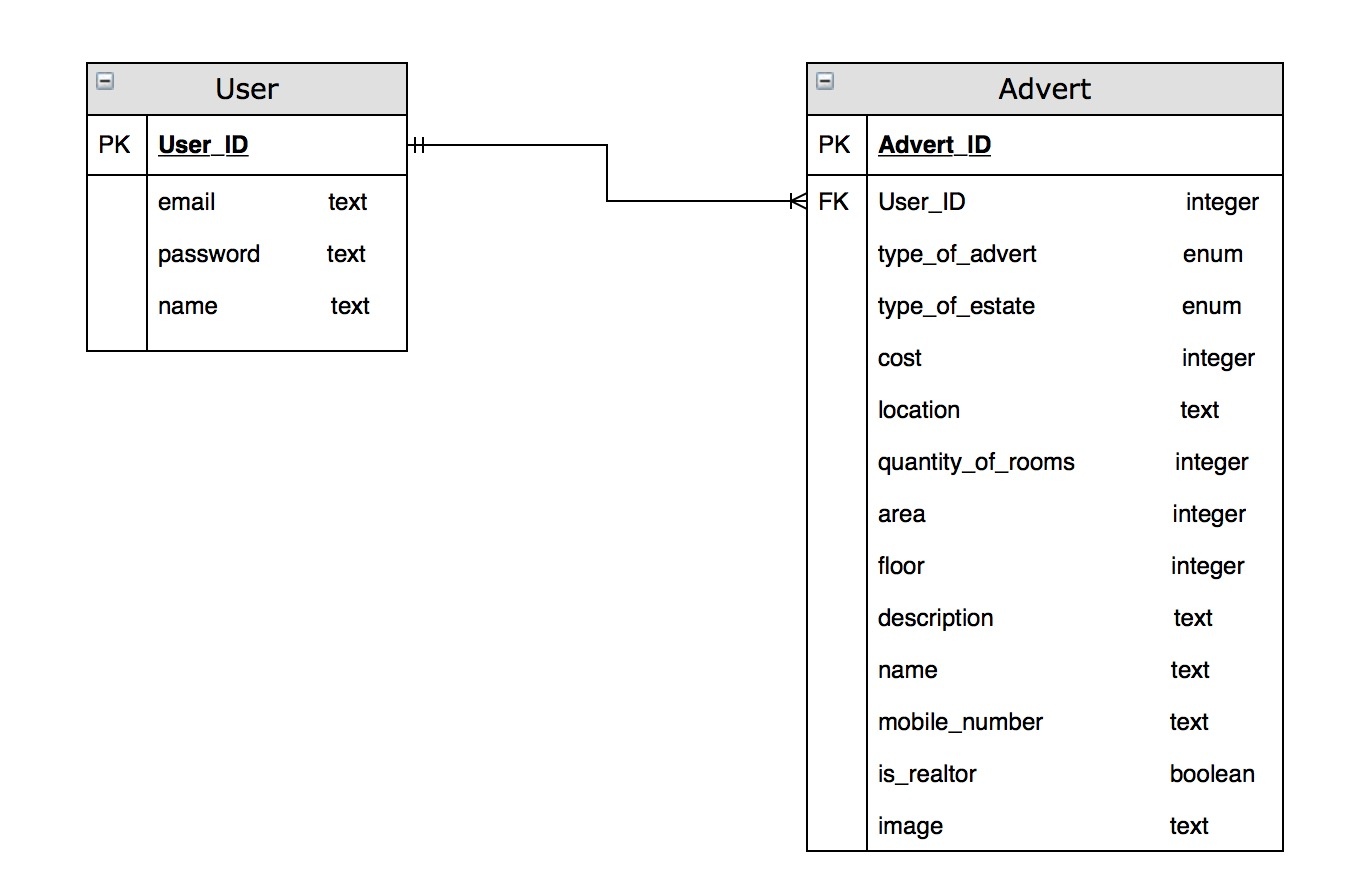 User
PK User_ID
email text
password text
name text
Advert
PK Advert_ID
FK User_ID integer
type_of_advert enum
type_of_estate enum
cost integer
location text
quantity_of_rooms integer
area integer
floor integer
description text
name text
mobile_number text
is_realtor boolean
image text